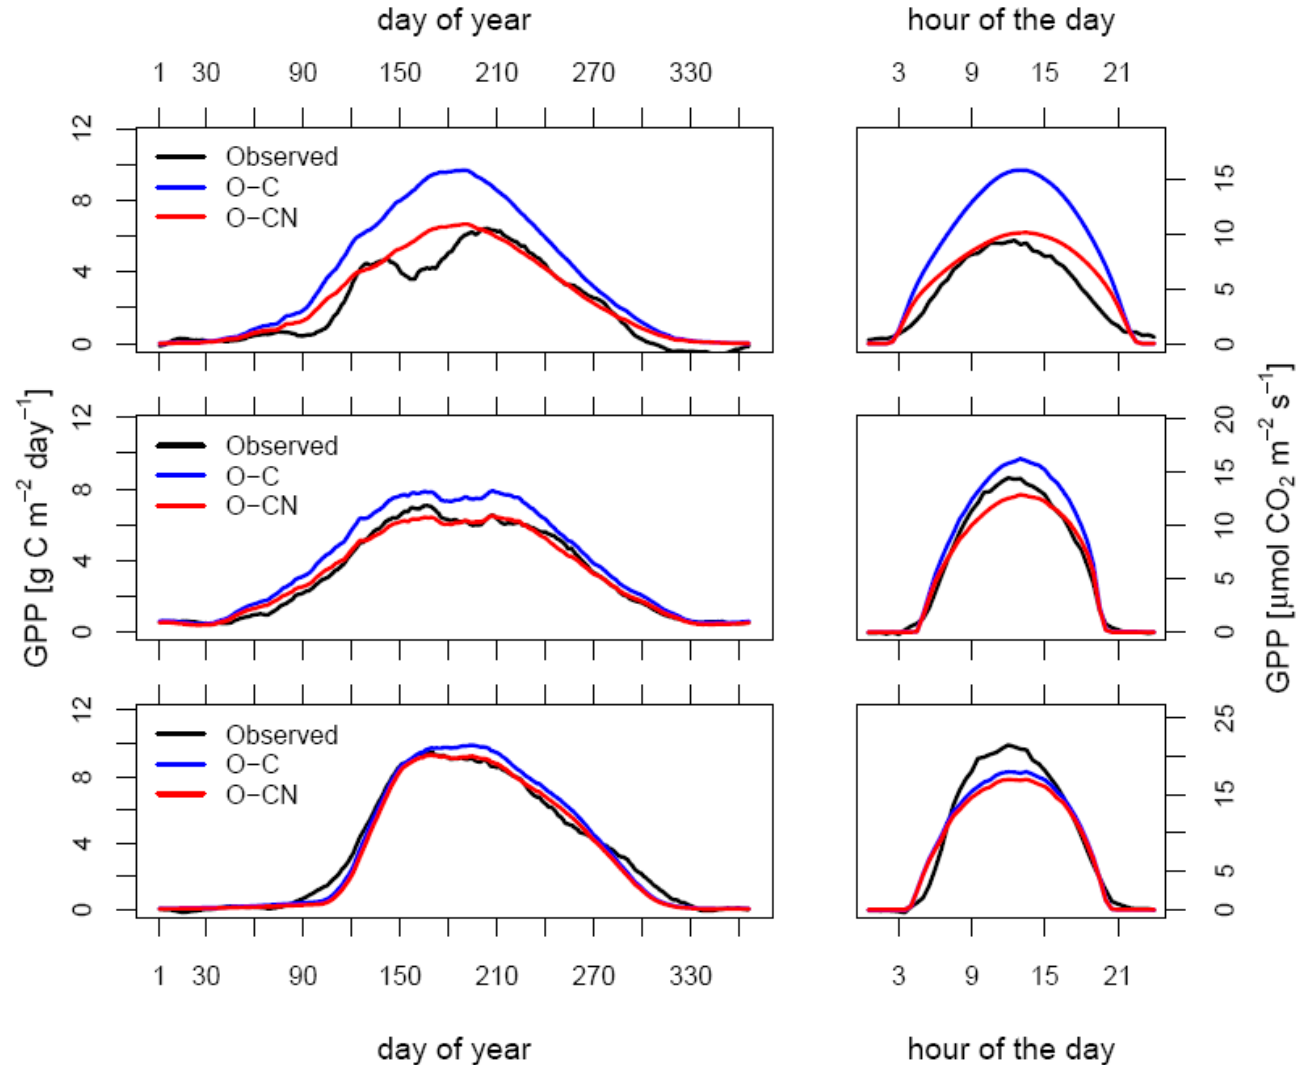 day of year
hour of the day
1 30 90 150 210 270 330
3 9 15 21
12
8
4
0
Observed
O−C
O−CN
15
10
5
0
12
8
4
0
Observed
O−C
O−CN
20
15
10
5
0
12
8
4
0
Observed
O−C
O−CN
25
15
5
0
GPP [g C m⁻² day⁻¹]
GPP [μmol CO₂ m⁻² s⁻¹]
1 30 90 150 210 270 330
3 9 15 21
day of year
hour of the day